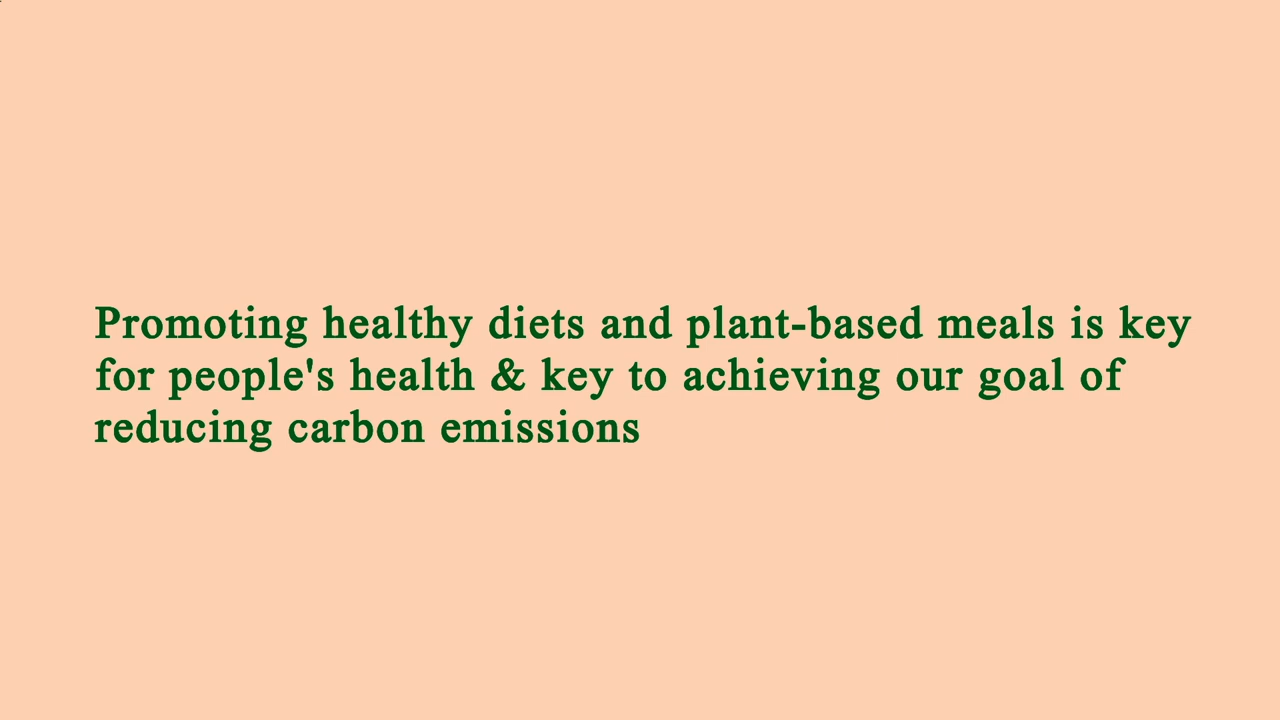 Promoting healthy diets and plant-based meals is key
for people's health & key to achieving our goal of
reducing carbon emissions